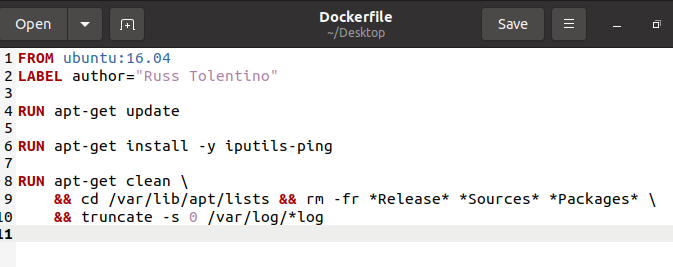 Open
Dockerfile
~/Desktop
Save
1 FROM ubuntu:16.04
2 LABEL author="Russ Tolentino"
3
4 RUN apt-get update
5
6 RUN apt-get install -y iputils-ping
7
8 RUN apt-get clean \
9     && cd /var/lib/apt/lists && rm -fr *Release* *Sources* *Packages* \
10     && truncate -s 0 /var/log/*log
11